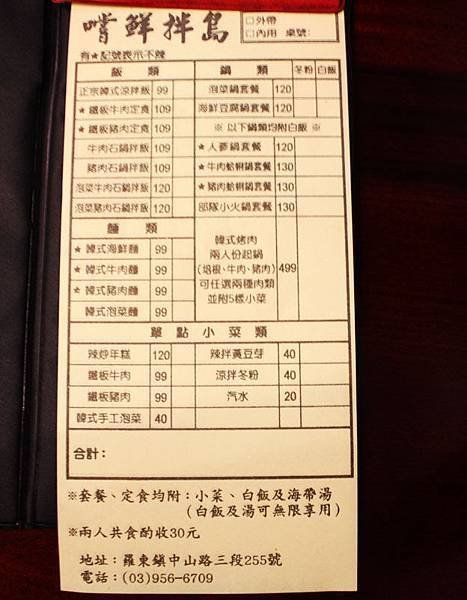 嚐鮮拌島
□外帶
□內用 桌號:
有★記號表示不辣
飯類 鍋類 冬粉 白飯
正宗韓式涼拌飯 99 泡菜鍋套餐 120
★鐵板牛肉定食 109 海鮮豆腐鍋套餐 120
★鐵板豬肉定食 109 ※以下鍋類均附白飯※
牛肉石鍋拌飯 109 ★人蔘鍋套餐 120
豬肉石鍋拌飯 109 ★牛肉蛤蜊鍋套餐 130
泡菜牛肉石鍋拌飯 120 ★豬肉蛤蜊鍋套餐 130
泡菜豬肉石鍋拌飯 120 部隊小火鍋套餐 130
麵類
★韓式海鮮麵 99
★韓式牛肉麵 99
★韓式豬肉麵 99
韓式泡菜麵 99
韓式烤肉
兩人份起鍋
(培根、牛肉、豬肉) 499
可任選兩種肉類
並附5樣小菜
單點小菜類
辣炒年糕 120 辣拌黃豆芽 40
鐵板牛肉 99 涼拌冬粉 40
鐵板豬肉 99 汽水 20
韓式手工泡菜 40
合計:
※套餐、定食均附:小菜、白飯及海帶湯
(白飯及湯可無限享用)
※兩人共食酌收30元
地址:羅東鎮中山路三段255號
電話:(03)956-6709